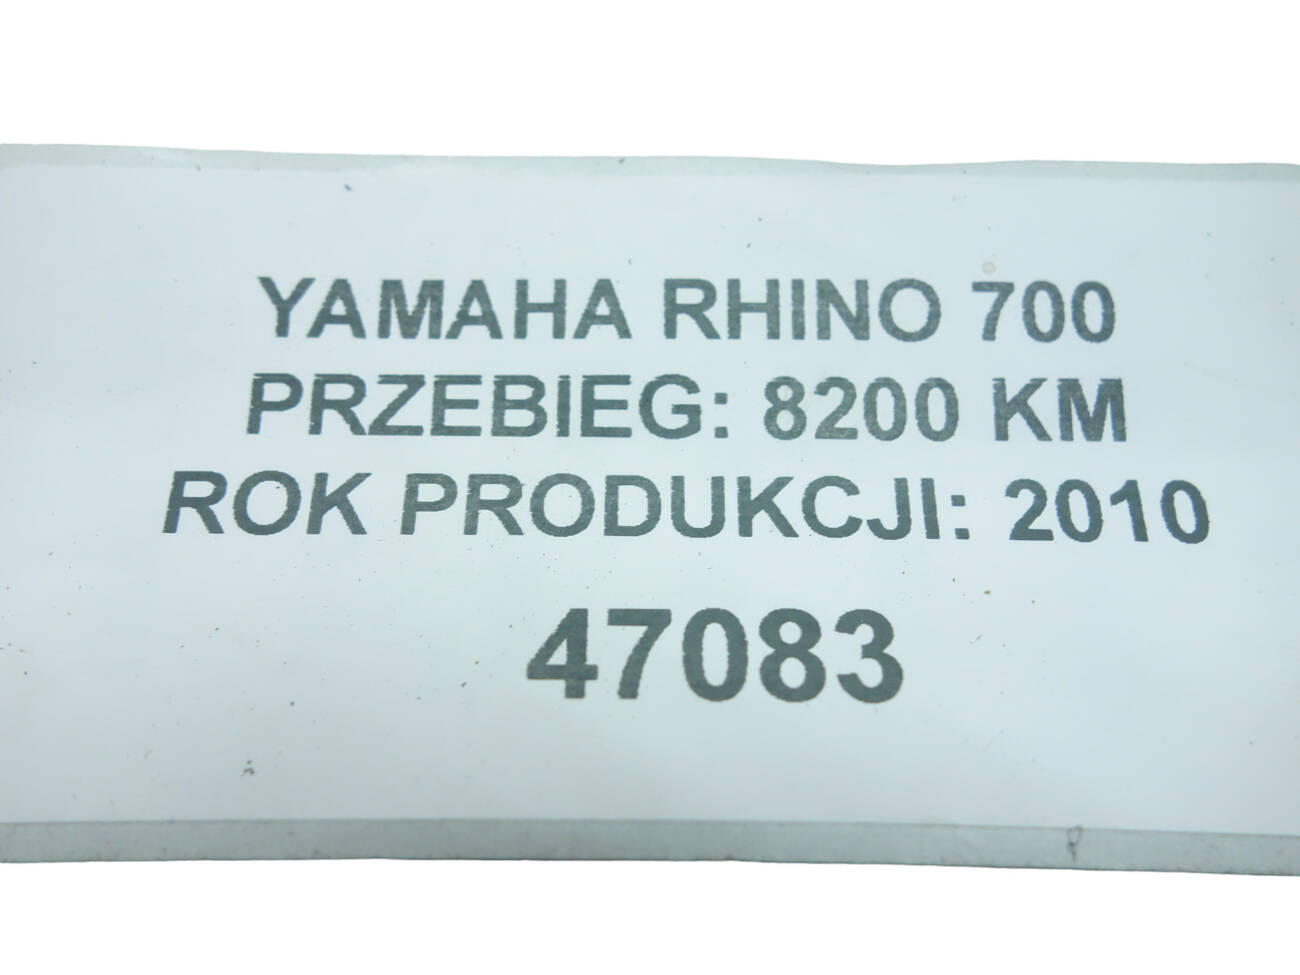 YAMAHA RHINO 700
PRZEBIEG: 8200 KM
ROK PRODUKCJI: 2010
47083